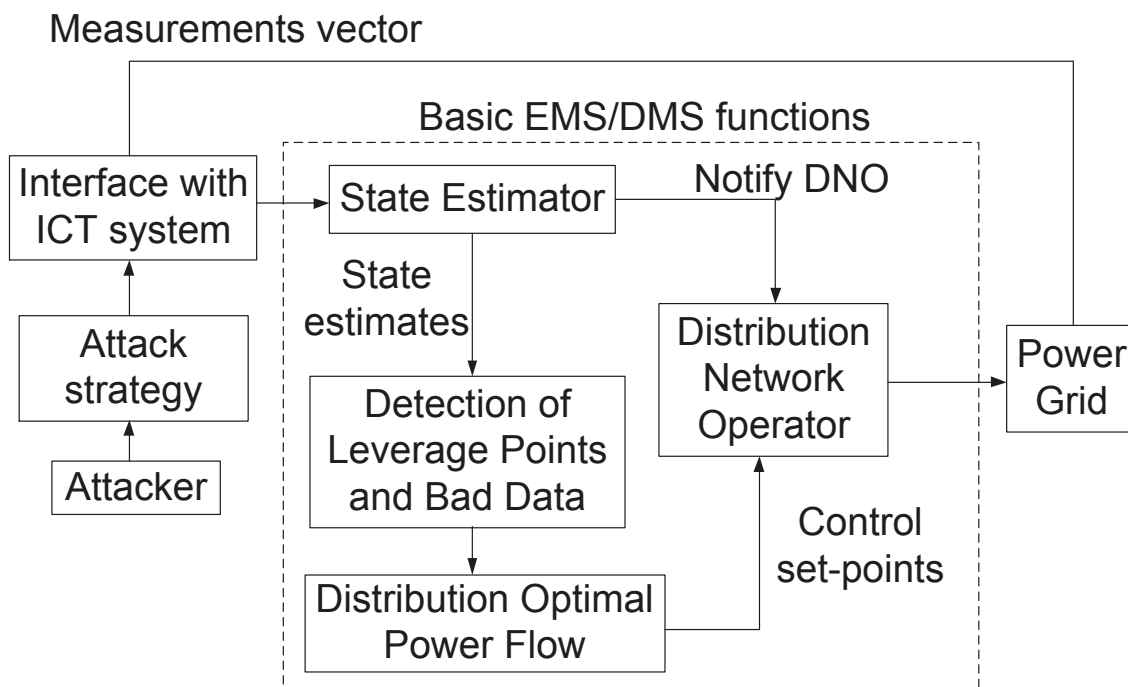 Measurements vector
Basic EMS/DMS functions
Interface with
ICT system
State Estimator
Notify DNO
State
estimates
Attack
strategy
Distribution
Network
Operator
Power
Grid
Detection of
Leverage Points
and Bad Data
Attacker
Control
set-points
Distribution Optimal
Power Flow